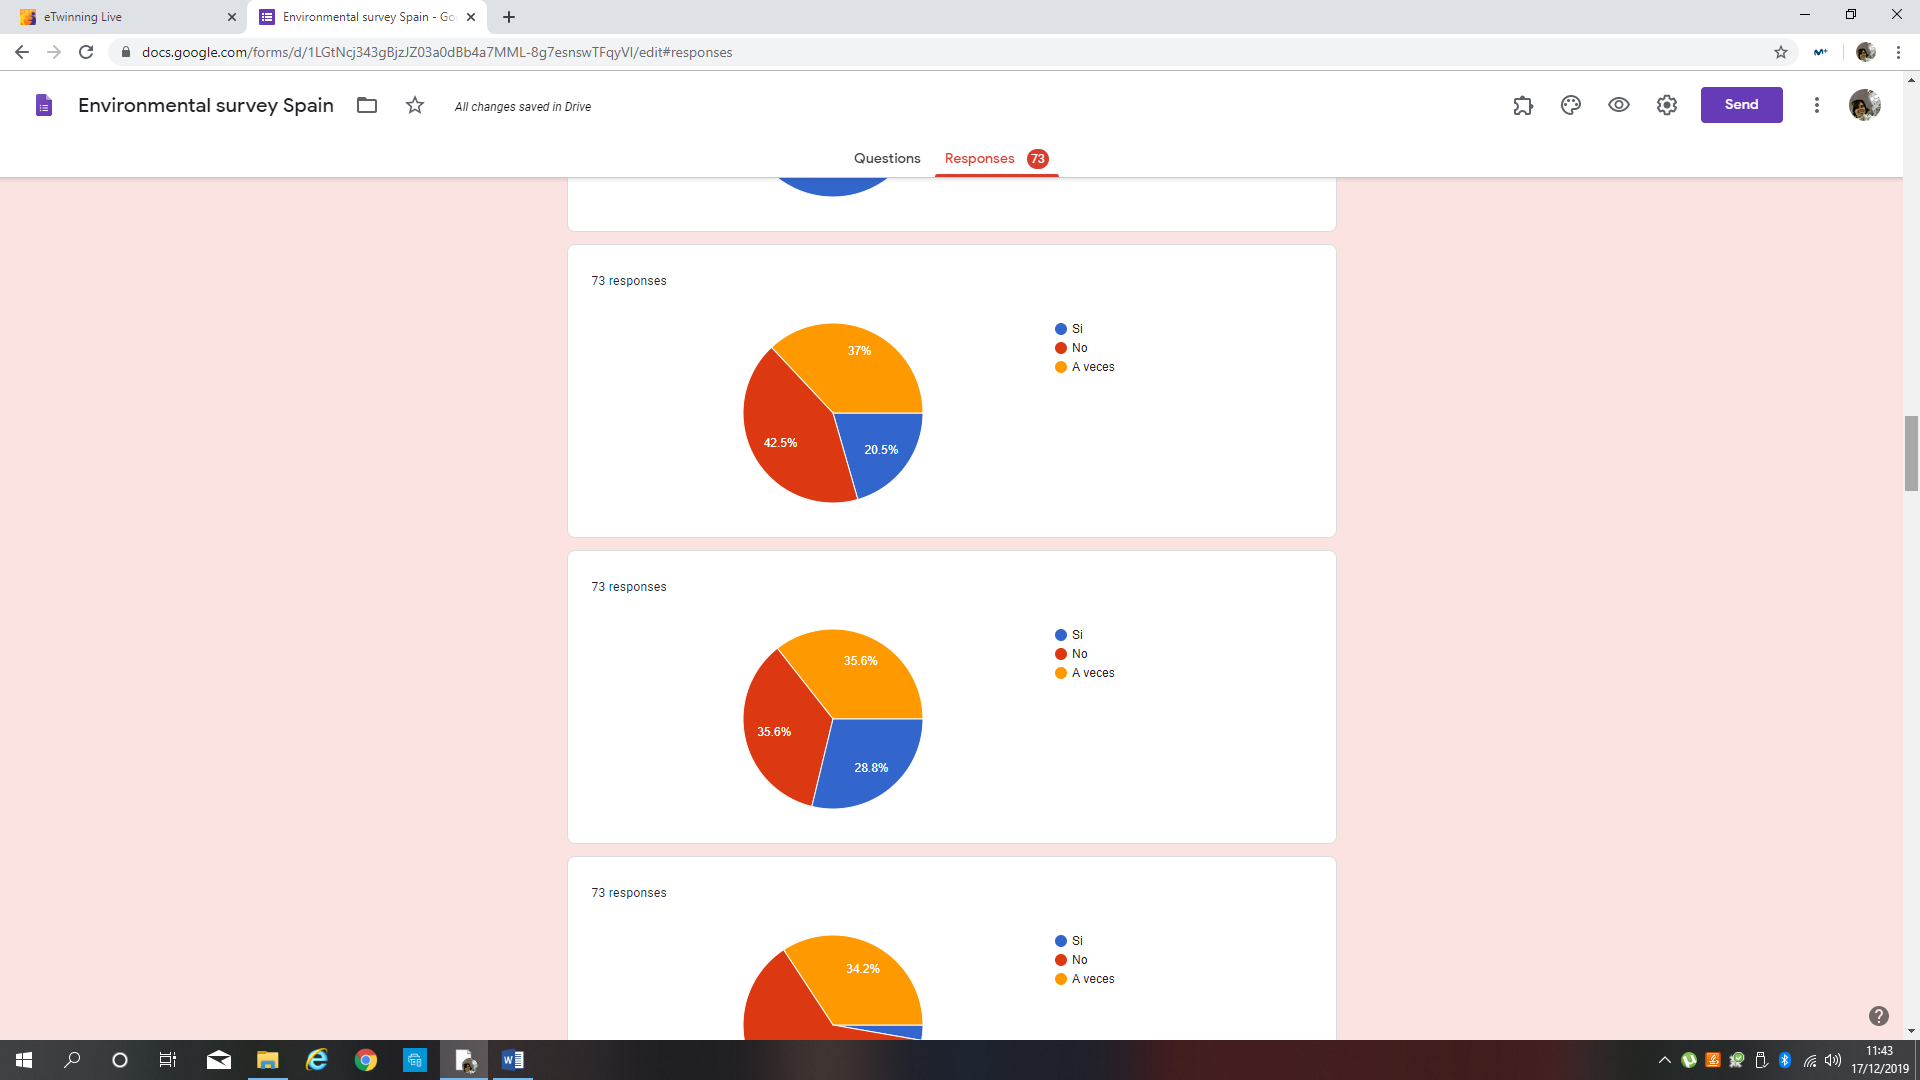 eTwinning Live
Environmental survey Spain - Go
docs.google.com/forms/d/1LGtNcj343gBjzJZ03a0dBb4a7MML-8g7esnswTFqyVI/edit#responses
Environmental survey Spain
All changes saved in Drive
Send
Questions
Responses 73
73 responses
Si
No
A veces
37%
42.5%
20.5%
73 responses
Si
No
A veces
35.6%
35.6%
28.8%
73 responses
Si
No
A veces
34.2%
11:43
17/12/2019